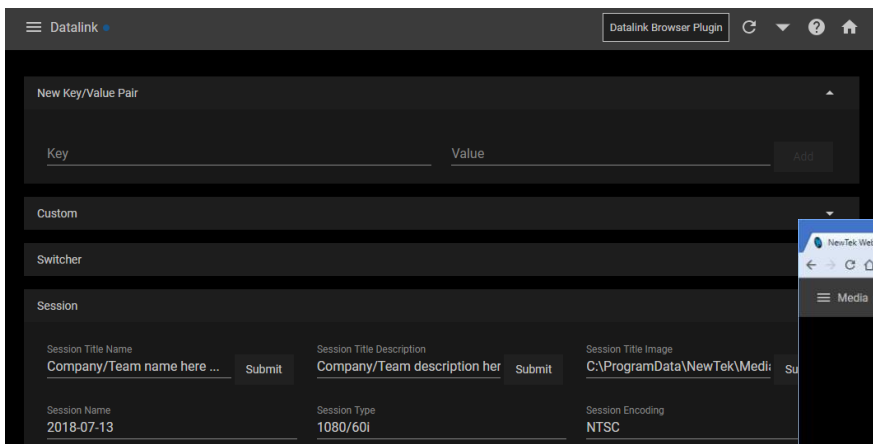 Datalink
Datalink Browser Plugin
New Key/Value Pair
Key Value Add
Custom
Switcher
NewTek Web
Media
Session
Session Title Name Session Title Description Session Title Image
Company/Team name here ... Submit Company/Team description her Submit C:\ProgramData\NewTek\Medi Su
Session Name Session Type Session Encoding
2018-07-13 1080/60i NTSC